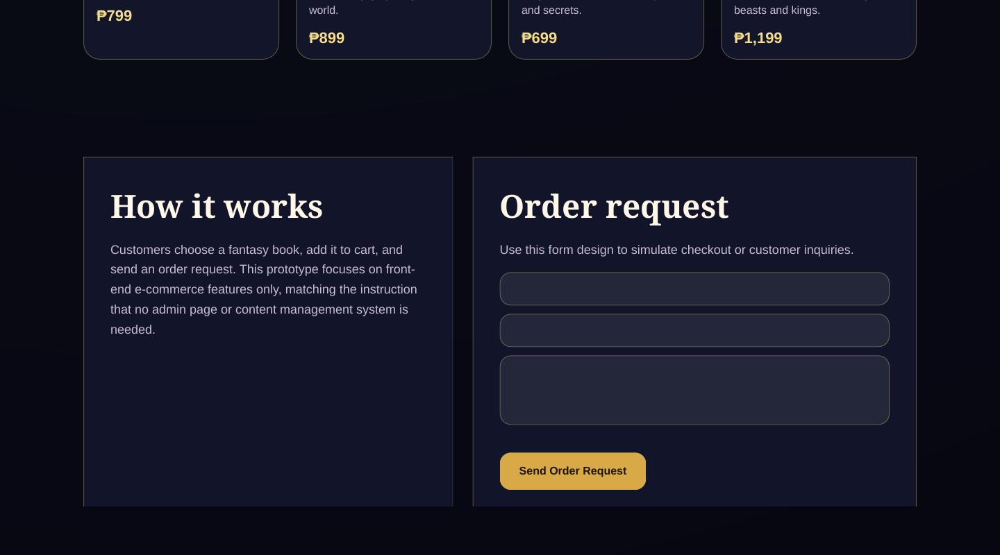 world.
and secrets.
beasts and kings.
₱799
₱899
₱699
₱1,199
How it works
Customers choose a fantasy book, add it to cart, and
send an order request. This prototype focuses on front-
end e-commerce features only, matching the instruction
that no admin page or content management system is
needed.
Order request
Use this form design to simulate checkout or customer inquiries.
Send Order Request